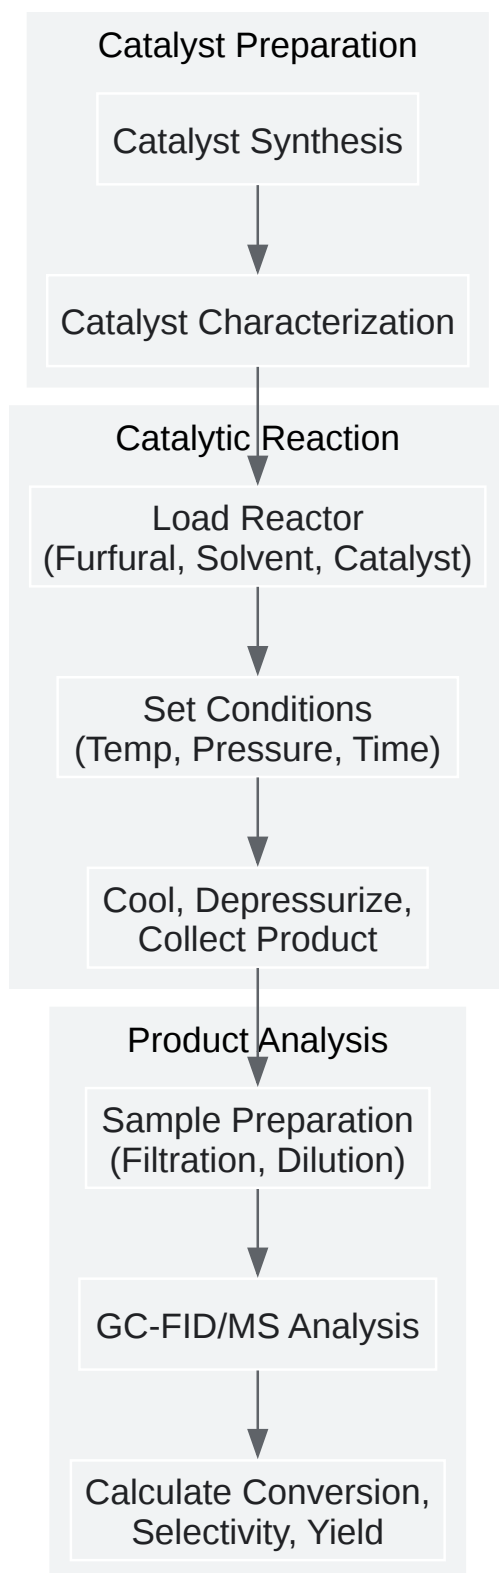 Catalyst Preparation
Catalyst Synthesis
Catalyst Characterization
Catalytic Reaction
Load Reactor
(Furfural, Solvent, Catalyst)
Set Conditions
(Temp, Pressure, Time)
Cool, Depressurize,
Collect Product
Product Analysis
Sample Preparation
(Filtration, Dilution)
GC-FID/MS Analysis
Calculate Conversion,
Selectivity, Yield